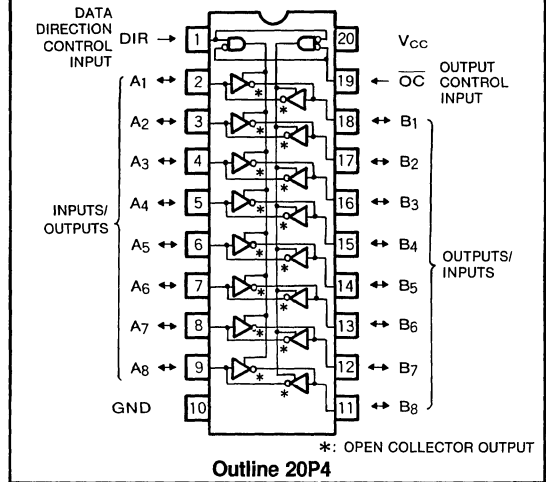 DATA
DIRECTION
CONTROL
INPUT
DIR → 1
20 VCC
A1 ↔ 2
19 ← OC
OUTPUT
CONTROL
INPUT
A2 ↔ 3
18 ↔ B1
A3 ↔ 4
17 ↔ B2
A4 ↔ 5
16 ↔ B3
INPUTS/
OUTPUTS
A5 ↔ 6
15 ↔ B4
OUTPUTS/
INPUTS
A6 ↔ 7
14 ↔ B5
A7 ↔ 8
13 ↔ B6
A8 ↔ 9
12 ↔ B7
GND 10
11 ↔ B8
*: OPEN COLLECTOR OUTPUT
Outline 20P4